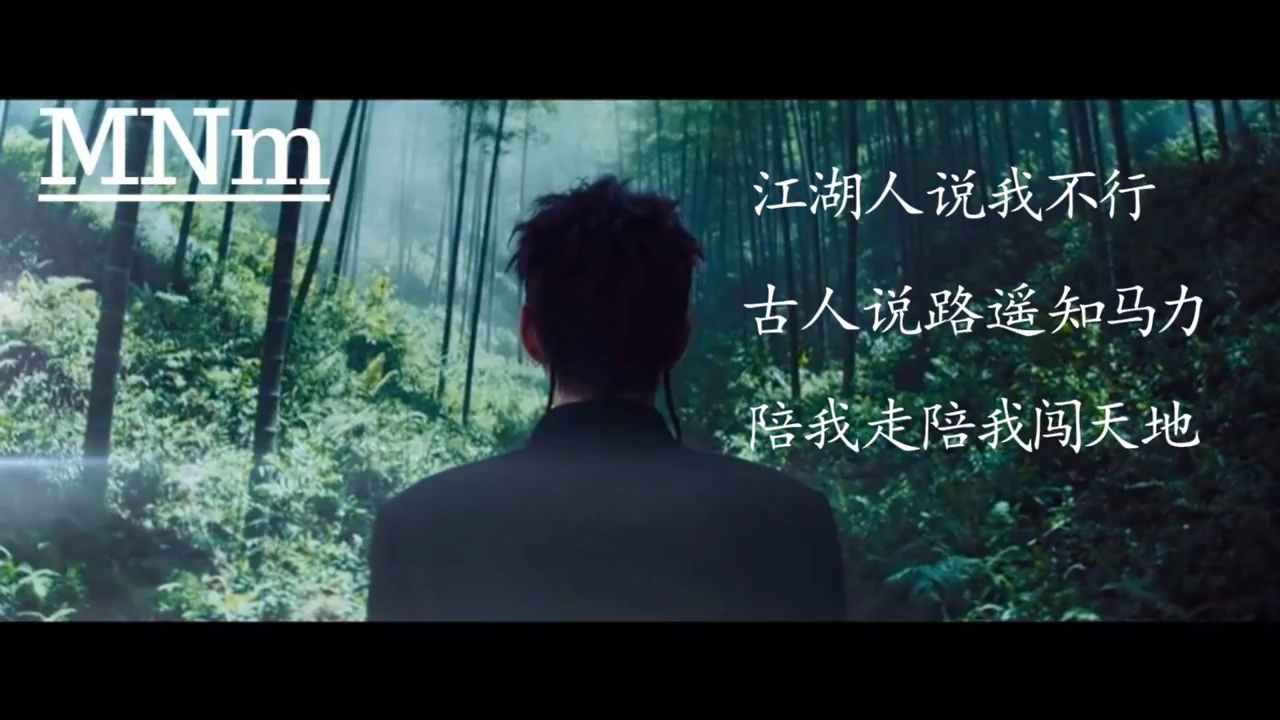 MNm
江湖人说我不行
古人说路遥知马力
陪我走陪我闯天地